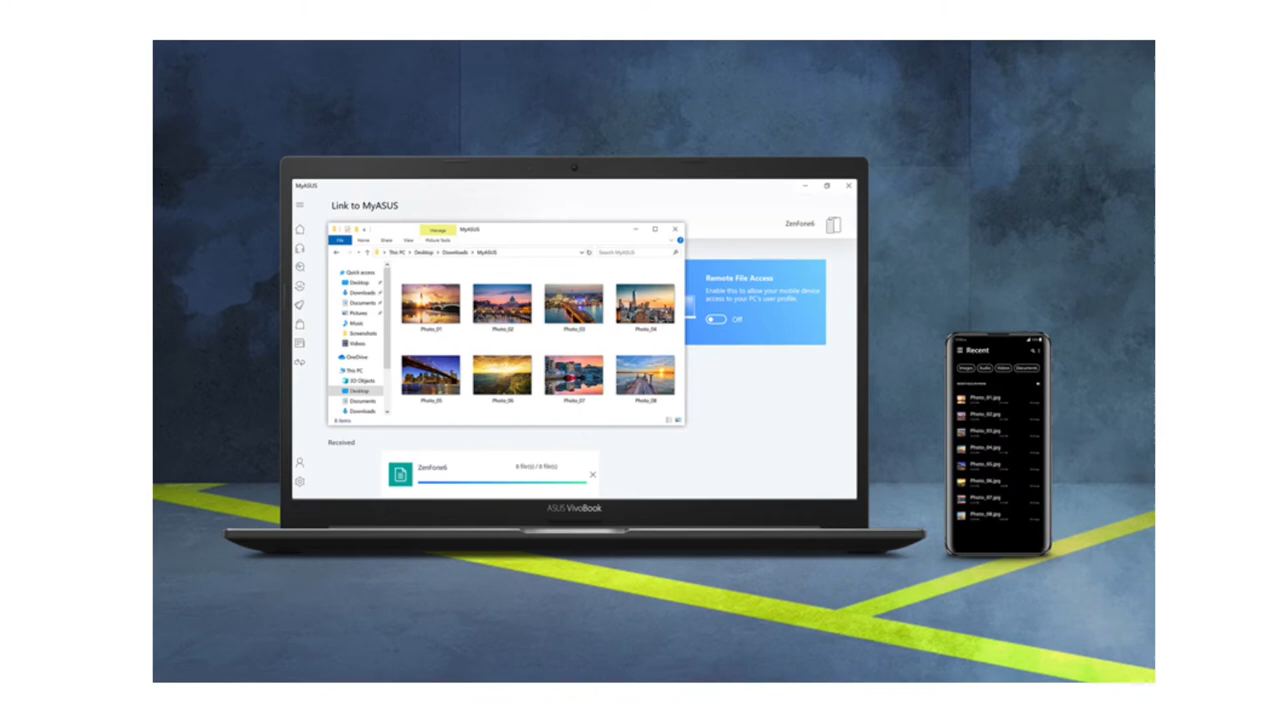 MyASUS
Link to MyASUS
ZenFone6
Manage
MyASUS
File
Home
Share
View
Picture Tools
This PC > Desktop > Downloads > MyASUS
Search MyASUS
Quick access
Desktop
Downloads
Documents
Pictures
Music
Screenshots
Videos
OneDrive
This PC
3D Objects
Desktop
Documents
Downloads
Photo_01
Photo_02
Photo_03
Photo_04
Photo_05
Photo_06
Photo_07
Photo_08
8 items
Remote File Access
Enable this to allow your mobile device
access to your PC's user profile.
Off
Received
ZenFone6
8 file(s) / 8 file(s)
ASUS VivoBook
Recent
Images
Audio
Videos
Documents
Photo_01.jpg
Photo_02.jpg
Photo_03.jpg
Photo_04.jpg
Photo_05.jpg
Photo_06.jpg
Photo_07.jpg
Photo_08.jpg